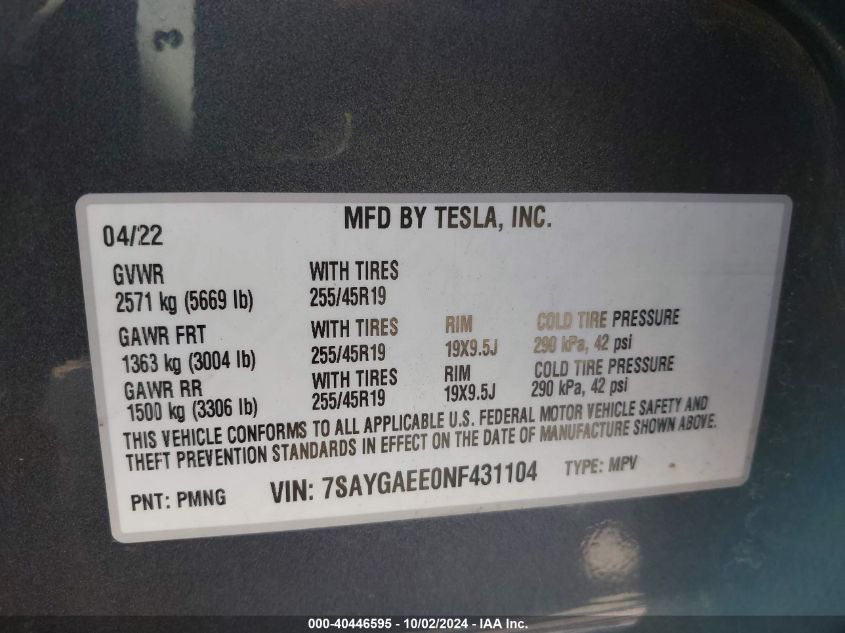 3
MFD BY TESLA, INC.
04/22
GVWR WITH TIRES
2571 kg (5669 lb) 255/45R19
GAWR FRT WITH TIRES RIM COLD TIRE PRESSURE
1363 kg (3004 lb) 255/45R19 19X9.5J 290 kPa, 42 psi
GAWR RR WITH TIRES RIM COLD TIRE PRESSURE
1500 kg (3306 lb) 255/45R19 19X9.5J 290 kPa, 42 psi
THIS VEHICLE CONFORMS TO ALL APPLICABLE U.S. FEDERAL MOTOR VEHICLE SAFETY AND
THEFT PREVENTION STANDARDS IN EFFECT ON THE DATE OF MANUFACTURE SHOWN ABOVE.
PNT: PMNG VIN: 7SAYGAEE0NF431104 TYPE: MPV
000-40446595 - 10/02/2024 - IAA Inc.